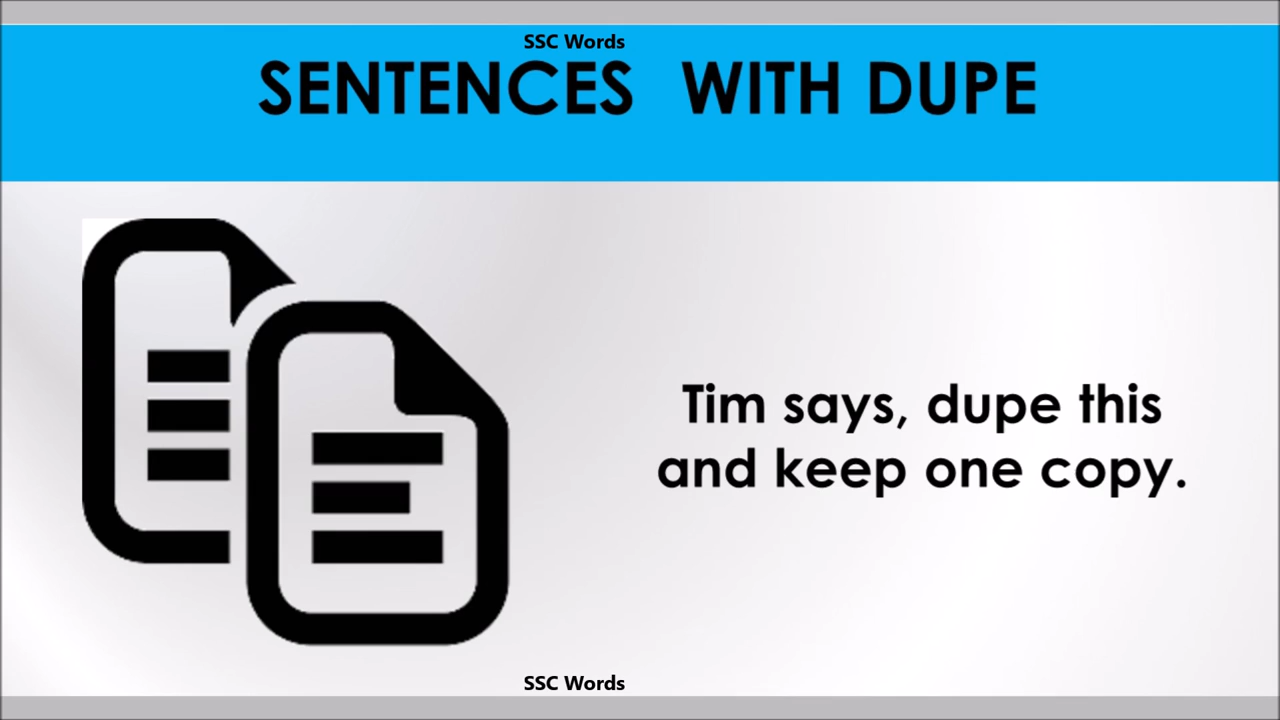 SSC Words
SENTENCES WITH DUPE
Tim says, dupe this
and keep one copy.
SSC Words